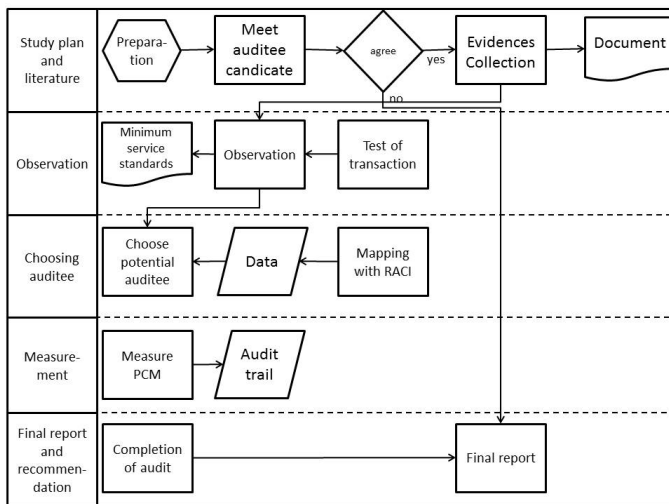 Study plan
and
literature
Prepara-
tion
Meet
auditee
candidate
agree
yes
Evidences
Collection
Document
no
Observation
Minimum
service
standards
Observation
Test of
transaction
Choosing
auditee
Choose
potential
auditee
Data
Mapping
with RACI
Measure-
ment
Measure
PCM
Audit
trail
Final report
and
recommen-
dation
Completion
of audit
Final report